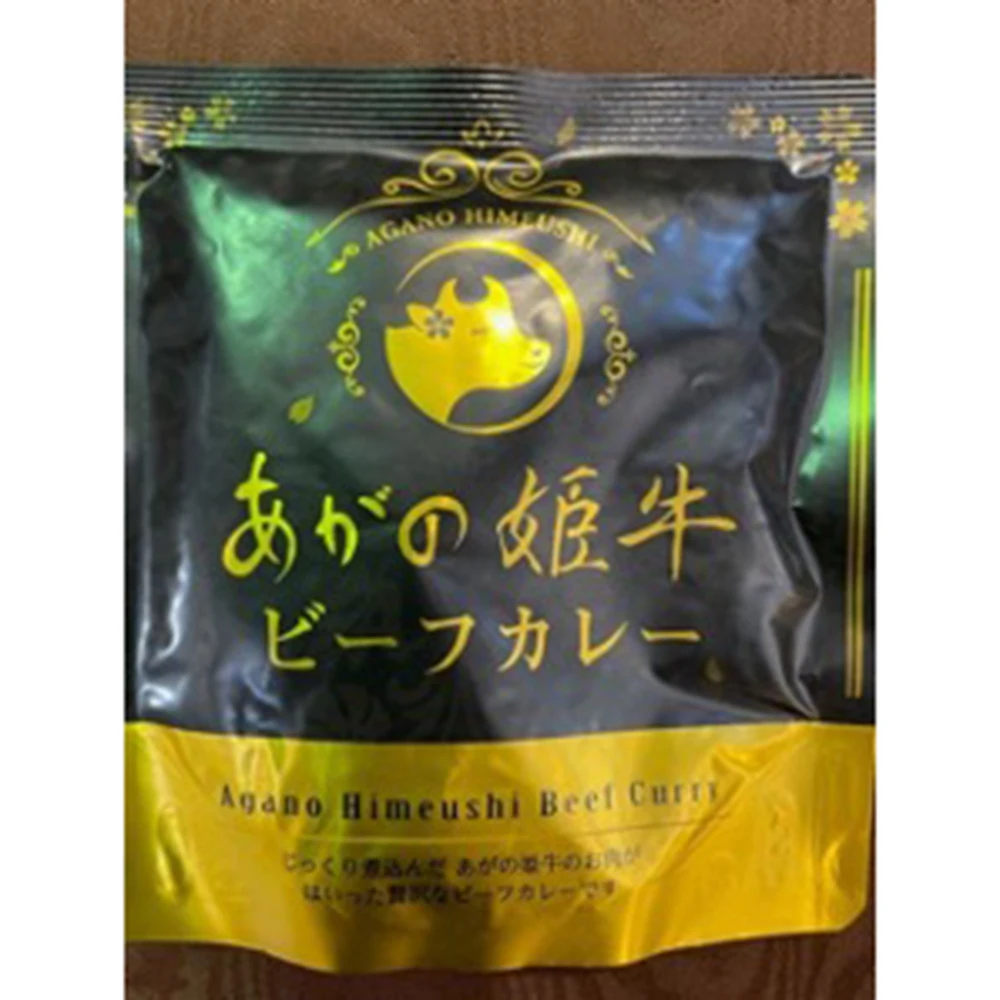 AGANO HIMEUSHI
あがの姫牛
ビーフカレー
Agano Himeushi Beef Curry
じっくり煮込んだ あがの姫牛のお肉が
はいった贅沢なビーフカレーです